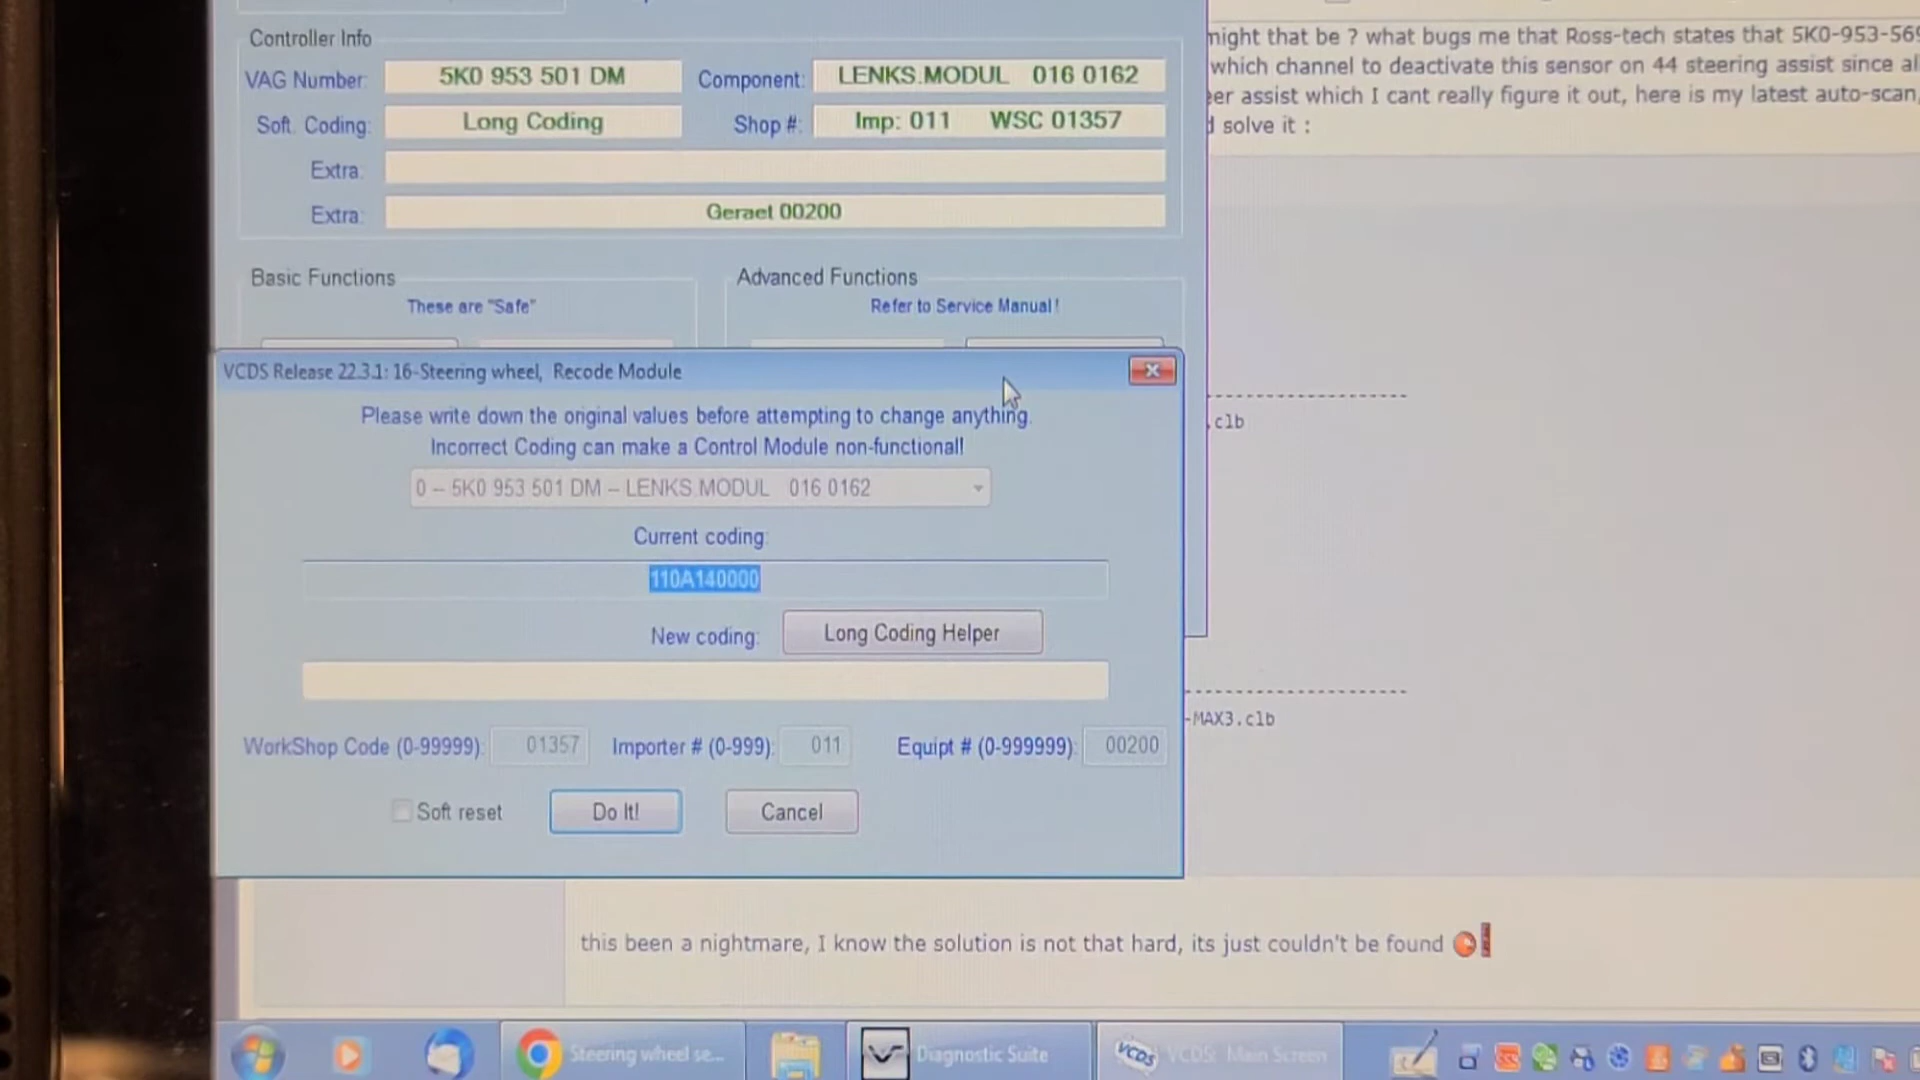 Controller Info
VAG Number: 5K0 953 501 DM Component: LENKS.MODUL 016 0162
Soft. Coding: Long Coding Shop #: Imp: 011 WSC 01357
Extra:
Extra: Geraet 00200
Basic Functions
These are "Safe"
Advanced Functions
Refer to Service Manual!
might that be ? what bugs me that Ross-tech states that 5K0-953-569
which channel to deactivate this sensor on 44 steering assist since al
er assist which I cant really figure it out, here is my latest auto-scan,
d solve it :
----------------------
.clb
----------------------
-MAX3.clb
VCDS Release 22.3.1: 16-Steering wheel, Recode Module
Please write down the original values before attempting to change anything.
Incorrect Coding can make a Control Module non-functional!
0 -- 5K0 953 501 DM -- LENKS.MODUL 016 0162
Current coding:
110A140000
New coding: Long Coding Helper
WorkShop Code (0-99999): 01357 Importer # (0-999): 011 Equipt # (0-999999): 00200
Soft reset Do It! Cancel
this been a nightmare, I know the solution is not that hard, its just couldn't be found
Steering wheel se... Diagnostic Suite VCDS VCDS: Main Screen